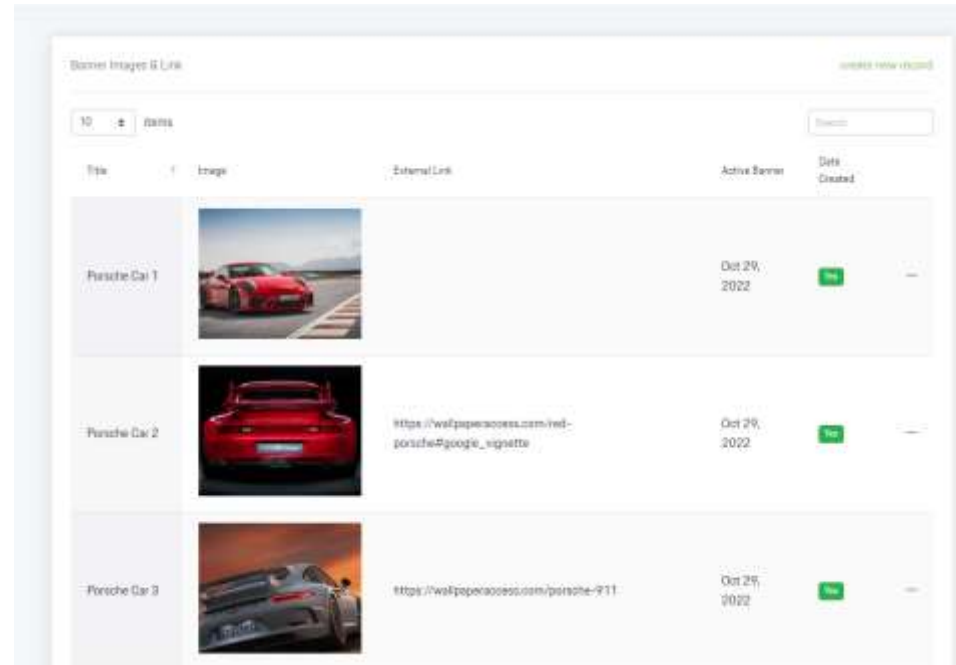 Banner Images & Link
create new record
10
items
Search
Title
Image
External Link
Active Banner
Date
Created
Porsche Car 1
Oct 29,
2022
Yes
Porsche Car 2
https://wallpaperaccess.com/red-
porsche#google_vignette
Oct 29,
2022
Yes
Porsche Car 3
https://wallpaperaccess.com/porsche-911
Oct 29,
2022
Yes